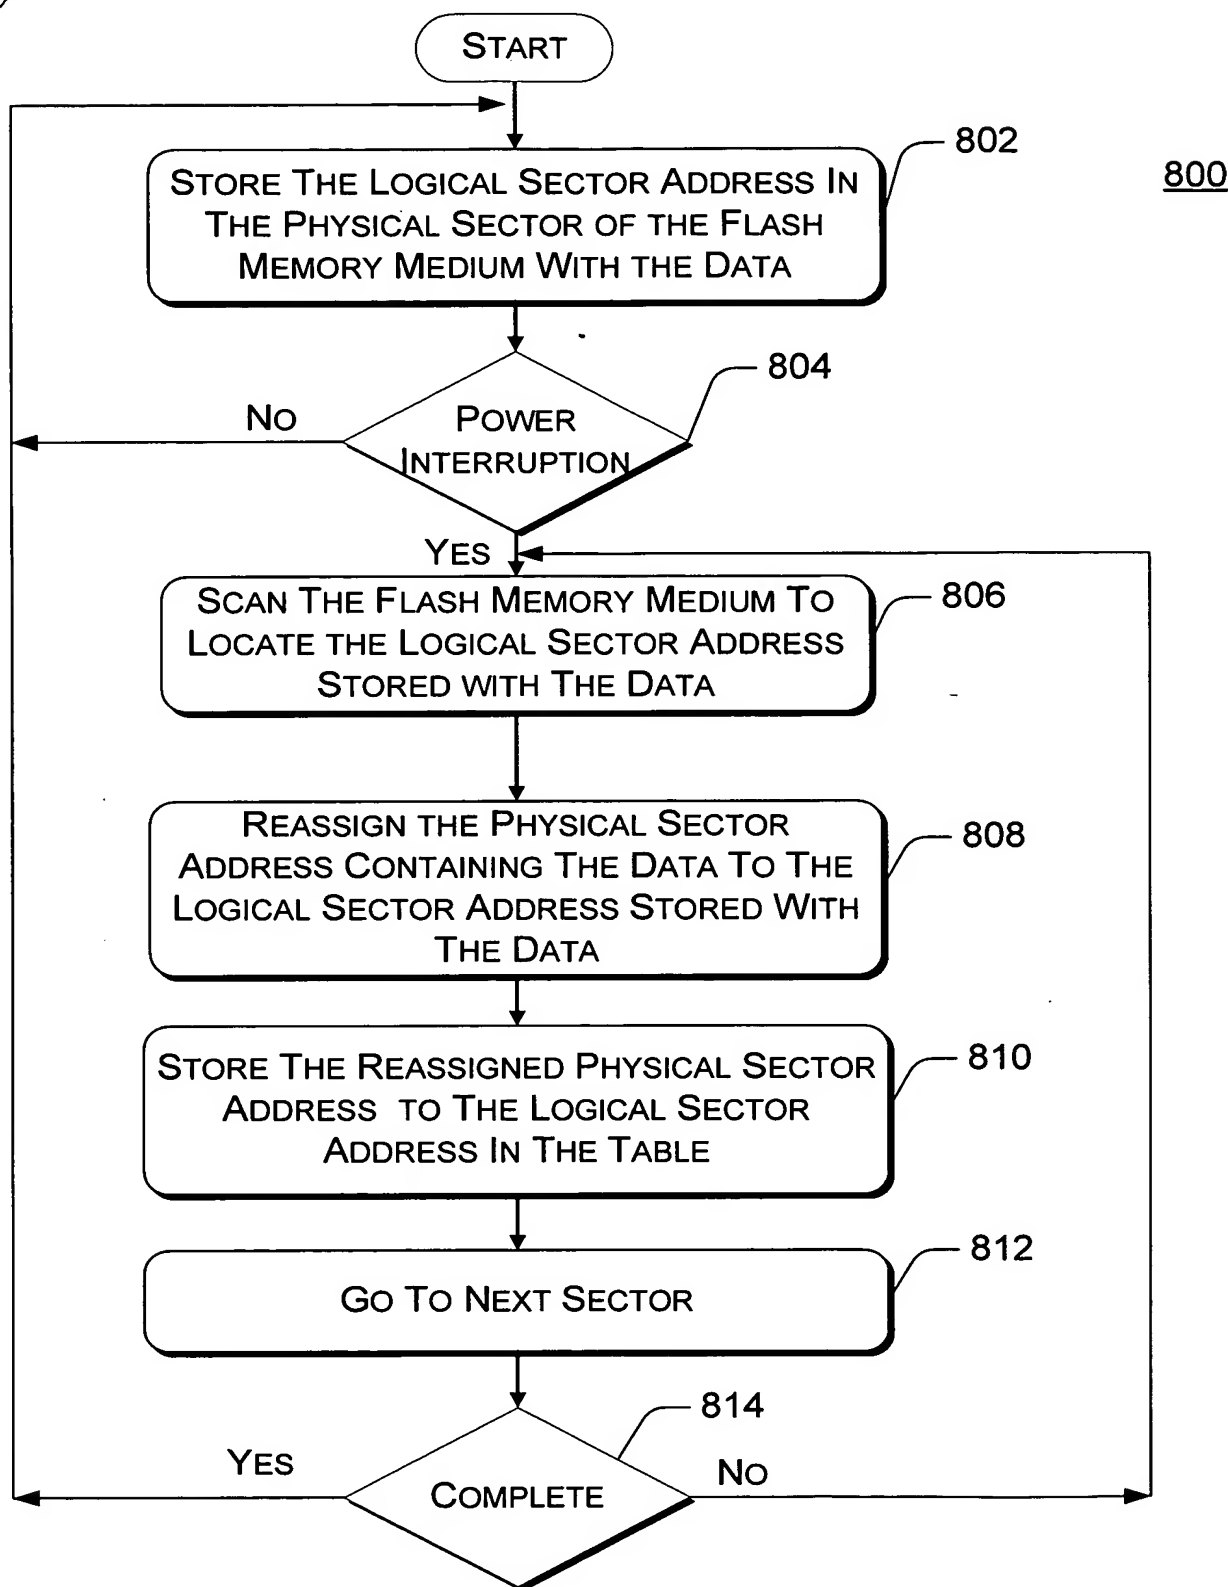 START
802
800
STORE THE LOGICAL SECTOR ADDRESS IN
THE PHYSICAL SECTOR OF THE FLASH
MEMORY MEDIUM WITH THE DATA
804
NO
POWER
INTERRUPTION
YES
806
SCAN THE FLASH MEMORY MEDIUM TO
LOCATE THE LOGICAL SECTOR ADDRESS
STORED WITH THE DATA
808
REASSIGN THE PHYSICAL SECTOR
ADDRESS CONTAINING THE DATA TO THE
LOGICAL SECTOR ADDRESS STORED WITH
THE DATA
810
STORE THE REASSIGNED PHYSICAL SECTOR
ADDRESS TO THE LOGICAL SECTOR
ADDRESS IN THE TABLE
812
GO TO NEXT SECTOR
814
YES
NO
COMPLETE